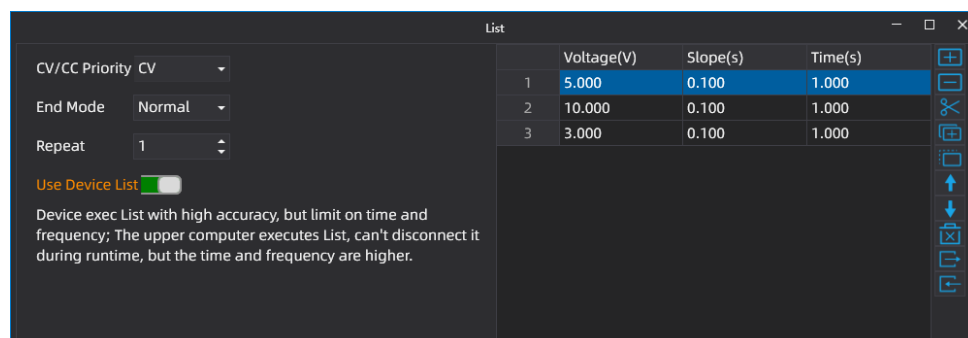 List
CV/CC Priority CV
End Mode Normal
Repeat 1
Use Device List
Device exec List with high accuracy, but limit on time and
frequency; The upper computer executes List, can't disconnect it
during runtime, but the time and frequency are higher.
Voltage(V) Slope(s) Time(s)
1 5.000 0.100 1.000
2 10.000 0.100 1.000
3 3.000 0.100 1.000